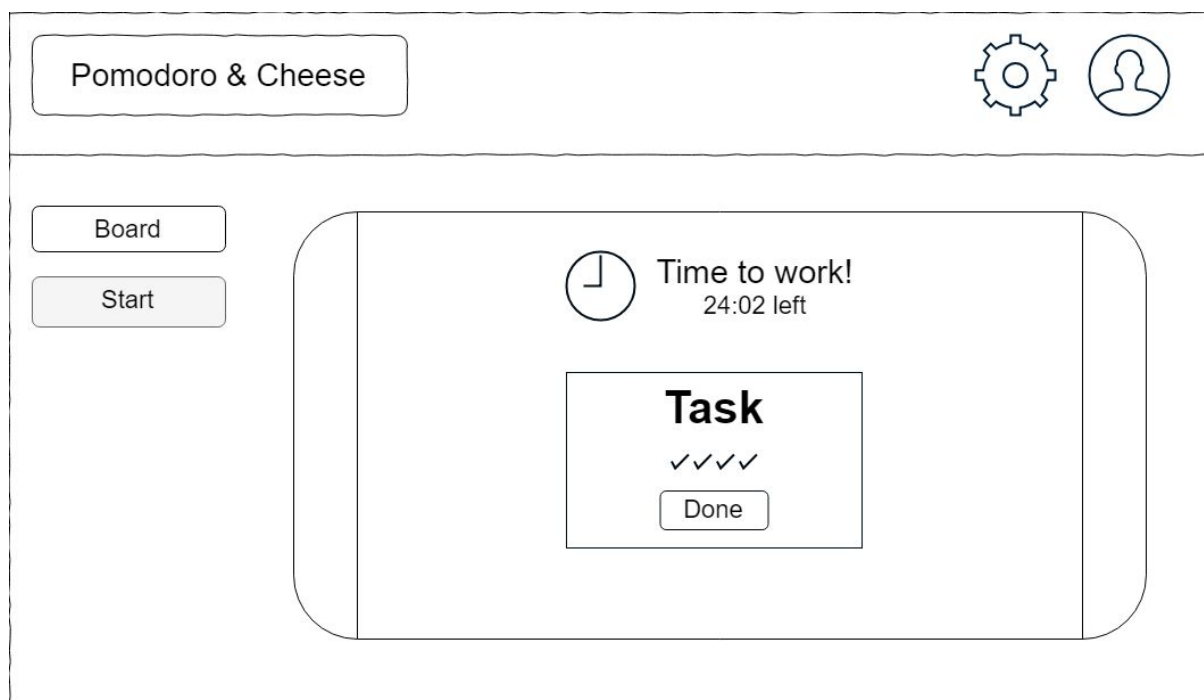 Pomodoro & Cheese
Board
Start
Time to work!
24:02 left
Task
✓✓✓✓
Done